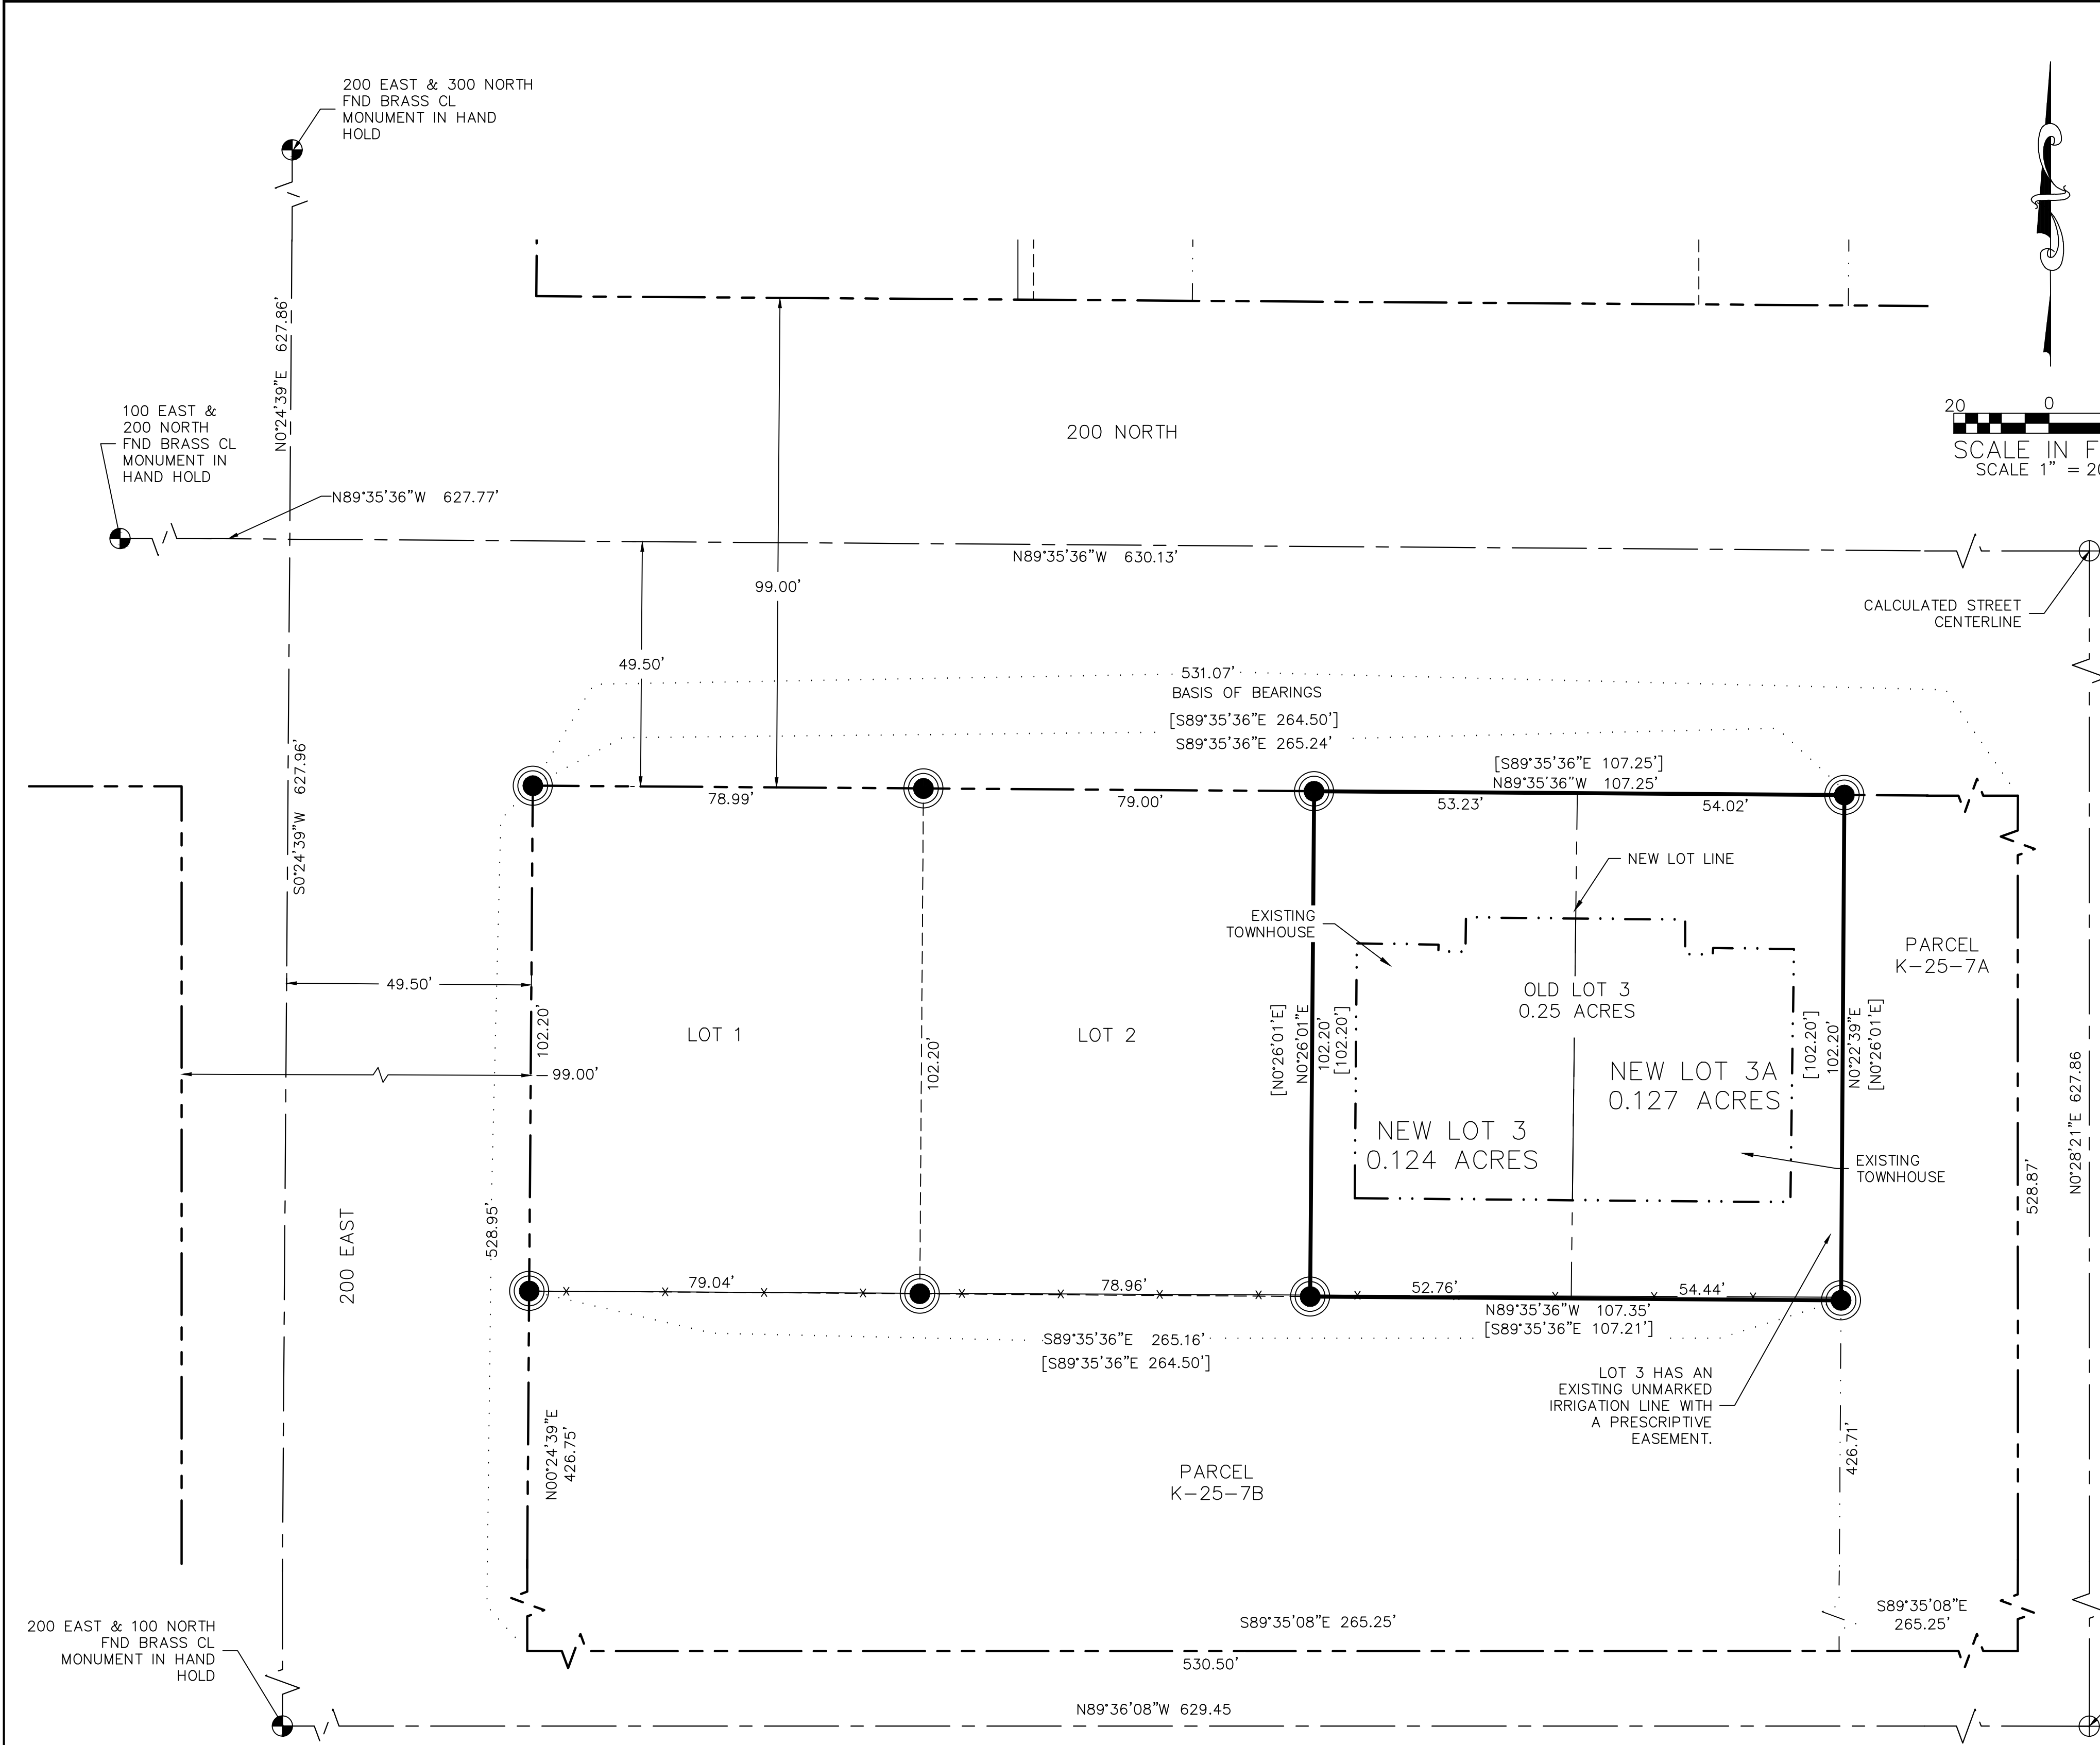 200 EAST & 300 NORTH
FND BRASS CL
MONUMENT IN HAND
HOLD
N0°24'39"E 627.86'
100 EAST &
200 NORTH
FND BRASS CL
MONUMENT IN
HAND HOLD
N89°35'36"W 627.77'
200 NORTH
20 0
SCALE IN F
SCALE 1" = 20
N89°35'36"W 630.13'
99.00'
49.50'
CALCULATED STREET
CENTERLINE
531.07'
BASIS OF BEARINGS
[S89°35'36"E 264.50']
S89°35'36"E 265.24'
[S89°35'36"E 107.25']
N89°35'36"W 107.25'
78.99'
79.00'
53.23'
54.02'
S0°24'39"W 627.96'
NEW LOT LINE
EXISTING
TOWNHOUSE
PARCEL
K-25-7A
49.50'
OLD LOT 3
0.25 ACRES
102.20'
LOT 1
102.20'
LOT 2
[N0°26'01'E]
N0°26'01"E
102.20'
[102.20']
[102.20']
102.20'
N0°22'39"E
[N0°26'01'E]
99.00'
NEW LOT 3A
0.127 ACRES
NEW LOT 3
0.124 ACRES
EXISTING
TOWNHOUSE
528.87'
N0°28'21"E 627.86
200 EAST
528.95'
79.04'
78.96'
52.76'
54.44'
N89°35'36"W 107.35'
[S89°35'36"E 107.21']
S89°35'36"E 265.16'
[S89°35'36"E 264.50']
LOT 3 HAS AN
EXISTING UNMARKED
IRRIGATION LINE WITH
A PRESCRIPTIVE
EASEMENT.
N00°24'39"E
426.75'
426.71'
PARCEL
K-25-7B
200 EAST & 100 NORTH
FND BRASS CL
MONUMENT IN HAND
HOLD
S89°35'08"E 265.25'
S89°35'08"E
265.25'
530.50'
N89°36'08"W 629.45